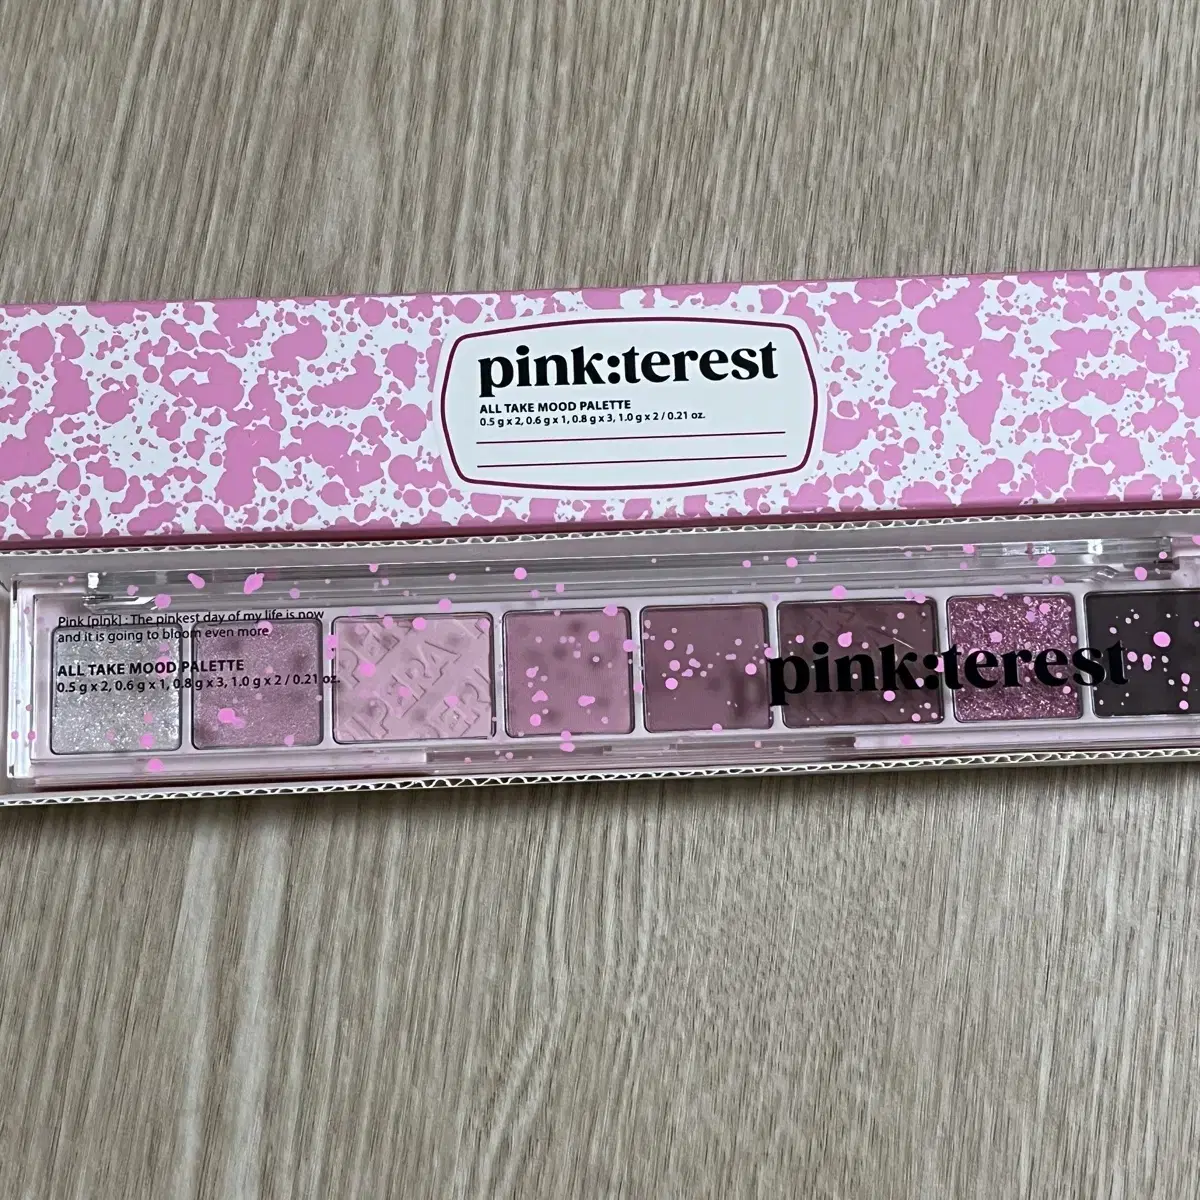 pink:terest
ALL TAKE MOOD PALETTE
0.5 g x 2, 0.6 g x 1, 0.8 g x 3, 1.0 g x 2 / 0.21 oz.
Pink [pɪŋk] : The pinkest day of my life is now
and it is going to bloom even more
ALL TAKE MOOD PALETTE
0.5 g x 2, 0.6 g x 1, 0.8 g x 3, 1.0 g x 2 / 0.21 oz.
pink:terest